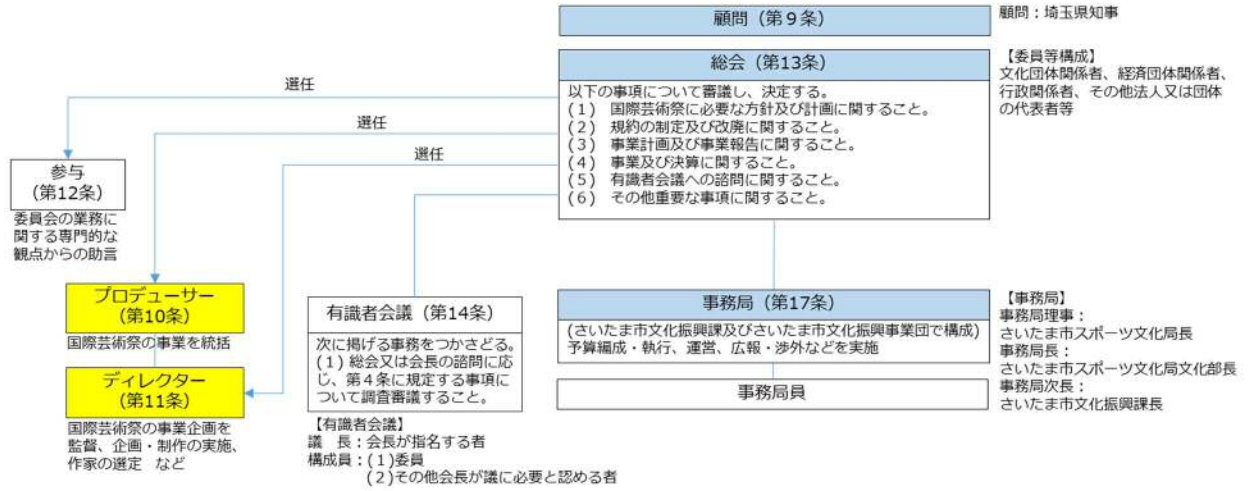 顧問（第９条）
顧問：埼玉県知事
総会（第13条）
以下の事項について審議し、決定する。
(１)　国際芸術祭に必要な方針及び計画に関すること。
(２)　規約の制定及び改廃に関すること。
(３)　事業計画及び事業報告に関すること。
(４)　事業及び決算に関すること。
(５)　有識者会議への諮問に関すること。
(６)　その他重要な事項に関すること。
【委員等構成】
文化団体関係者、経済団体関係者、
行政関係者、その他法人又は団体
の代表者等
選任
選任
選任
参与
（第12条）
委員会の業務に
関する専門的な
観点からの助言
プロデューサー
（第10条）
国際芸術祭の事業を統括
ディレクター
（第11条）
国際芸術祭の事業企画を
監督、企画・制作の実施、
作家の選定　など
有識者会議（第14条）
次に掲げる事務をつかさどる。
(１) 総会又は会長の諮問に応
じ、第４条に規定する事項に
ついて調査審議すること。
【有識者会議】
議　長：会長が指名する者
構成員：(１)委員
(２)その他会長が議に必要と認める者
事務局（第17条）
(さいたま市文化振興課及びさいたま市文化振興事業団で構成)
予算編成・執行、運営、広報・渉外などを実施
事務局員
【事務局】
事務局理事：
さいたま市スポーツ文化局長
事務局長：
さいたま市スポーツ文化局文化部長
事務局次長：
さいたま市文化振興課長